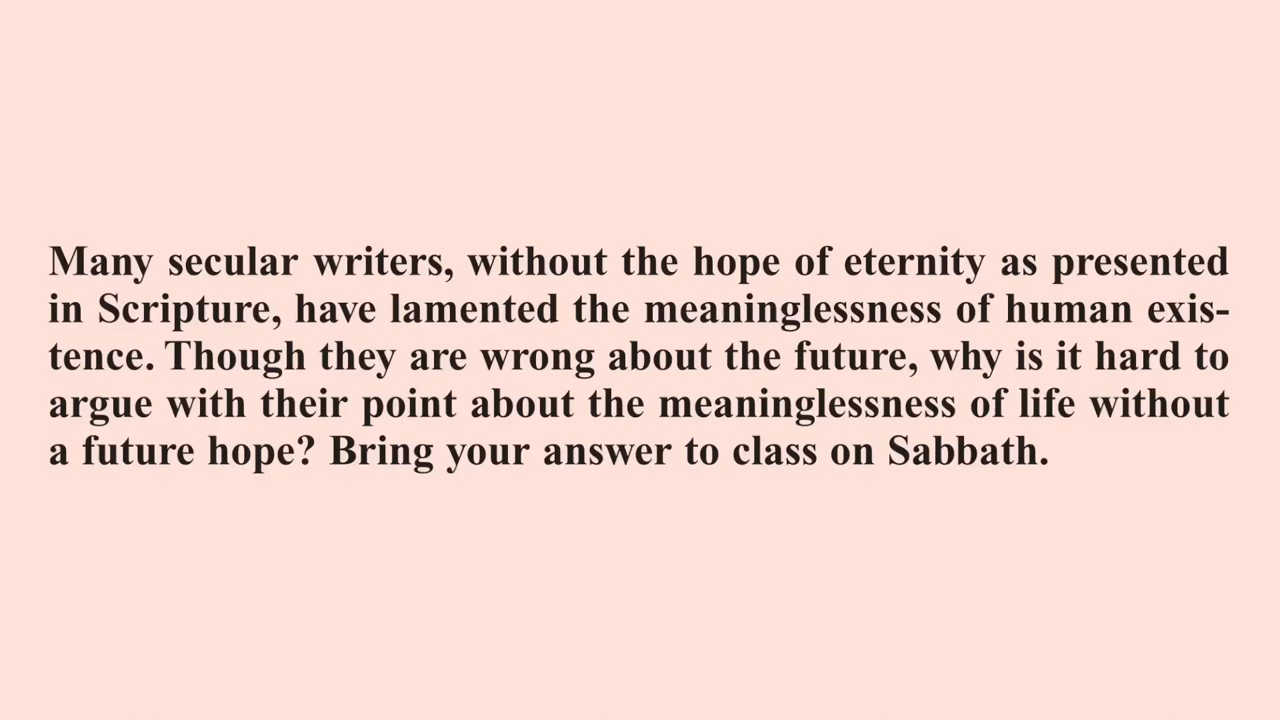 Many secular writers, without the hope of eternity as presented
in Scripture, have lamented the meaninglessness of human exis-
tence. Though they are wrong about the future, why is it hard to
argue with their point about the meaninglessness of life without
a future hope? Bring your answer to class on Sabbath.